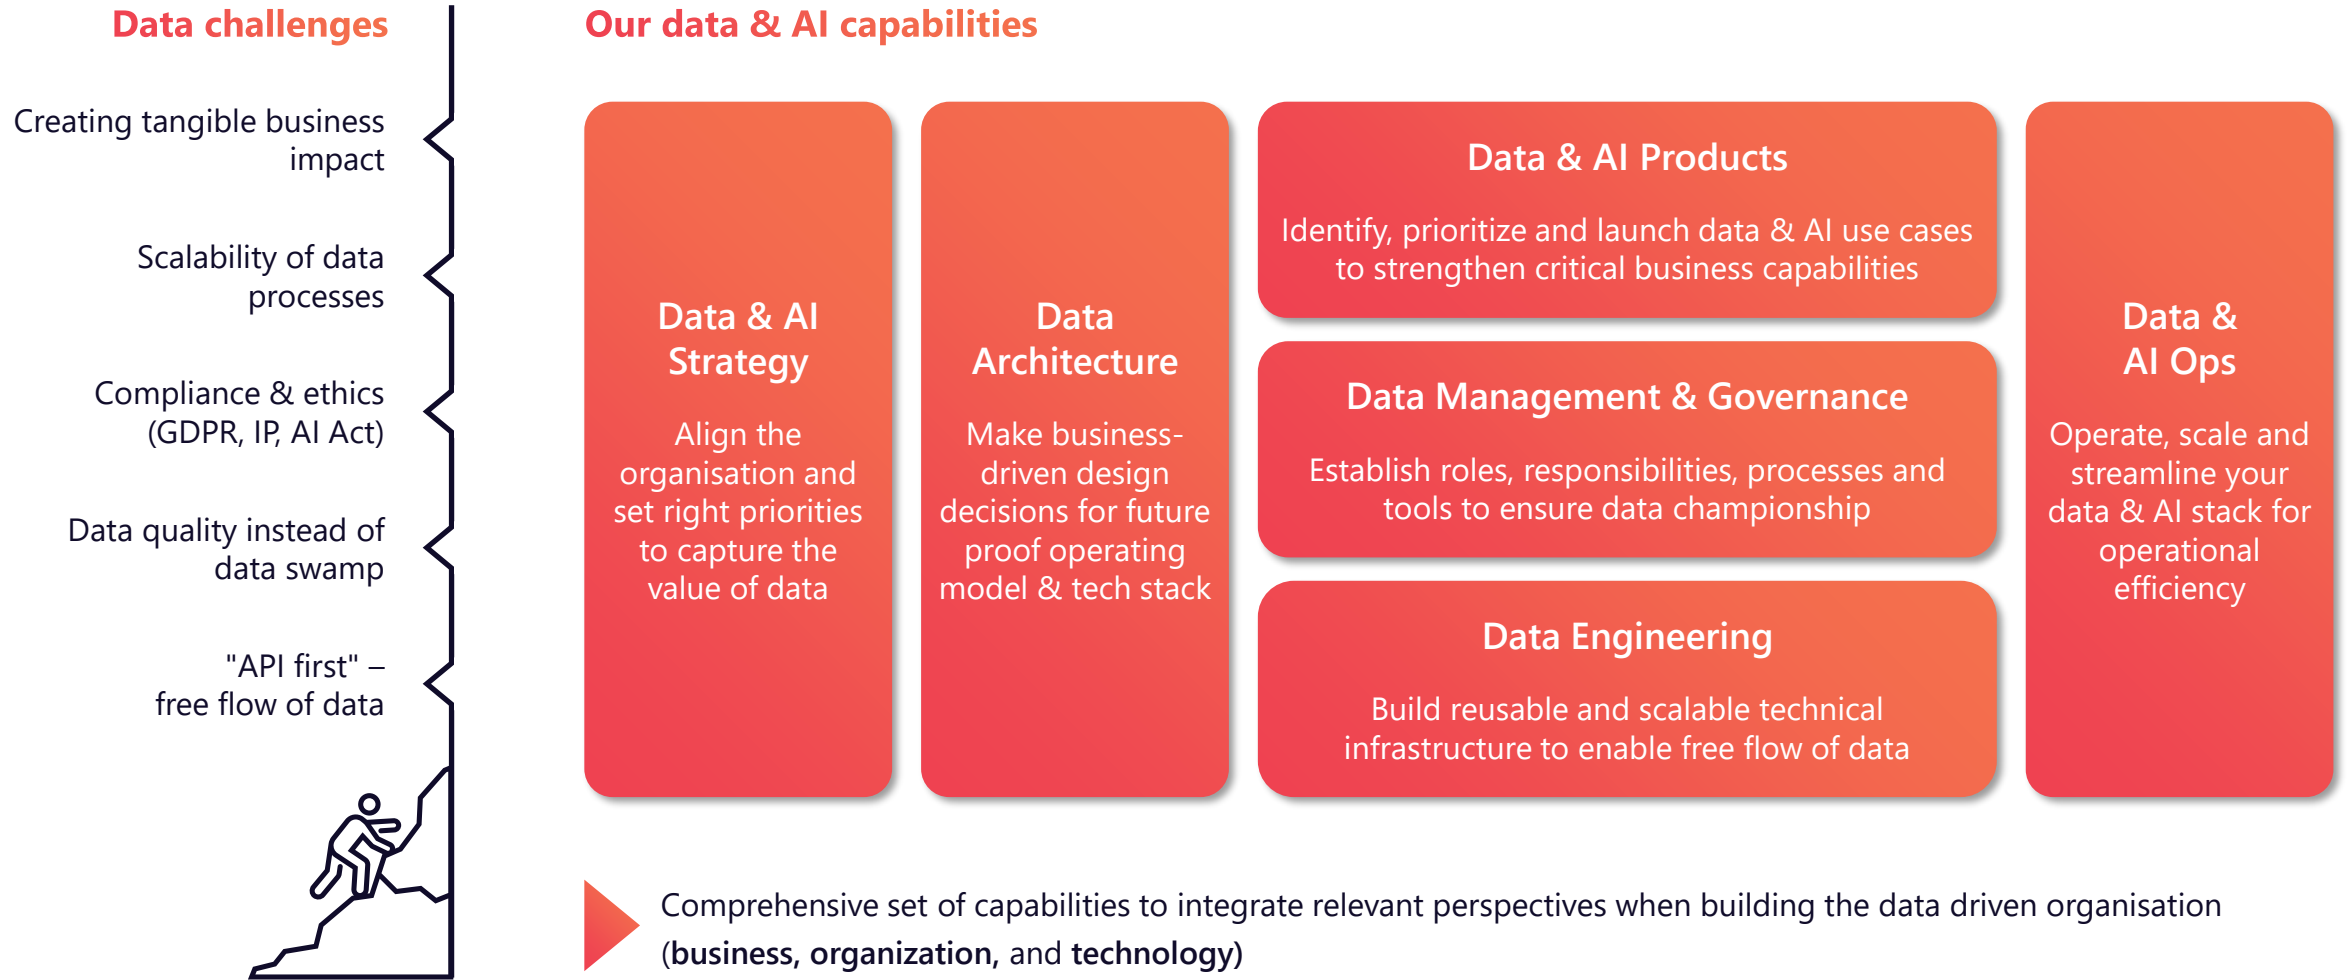 Data challenges
Creating tangible business
impact
Scalability of data
processes
Compliance & ethics
(GDPR, IP, AI Act)
Data quality instead of
data swamp
"API first" –
free flow of data
Our data & AI capabilities
Data & AI
Strategy
Align the
organisation and
set right priorities
to capture the
value of data
Data
Architecture
Make business-
driven design
decisions for future
proof operating
model & tech stack
Data & AI Products
Identify, prioritize and launch data & AI use cases
to strengthen critical business capabilities
Data Management & Governance
Establish roles, responsibilities, processes and
tools to ensure data championship
Data Engineering
Build reusable and scalable technical
infrastructure to enable free flow of data
Data &
AI Ops
Operate, scale and
streamline your
data & AI stack for
operational
efficiency
Comprehensive set of capabilities to integrate relevant perspectives when building the data driven organisation
(business, organization, and technology)